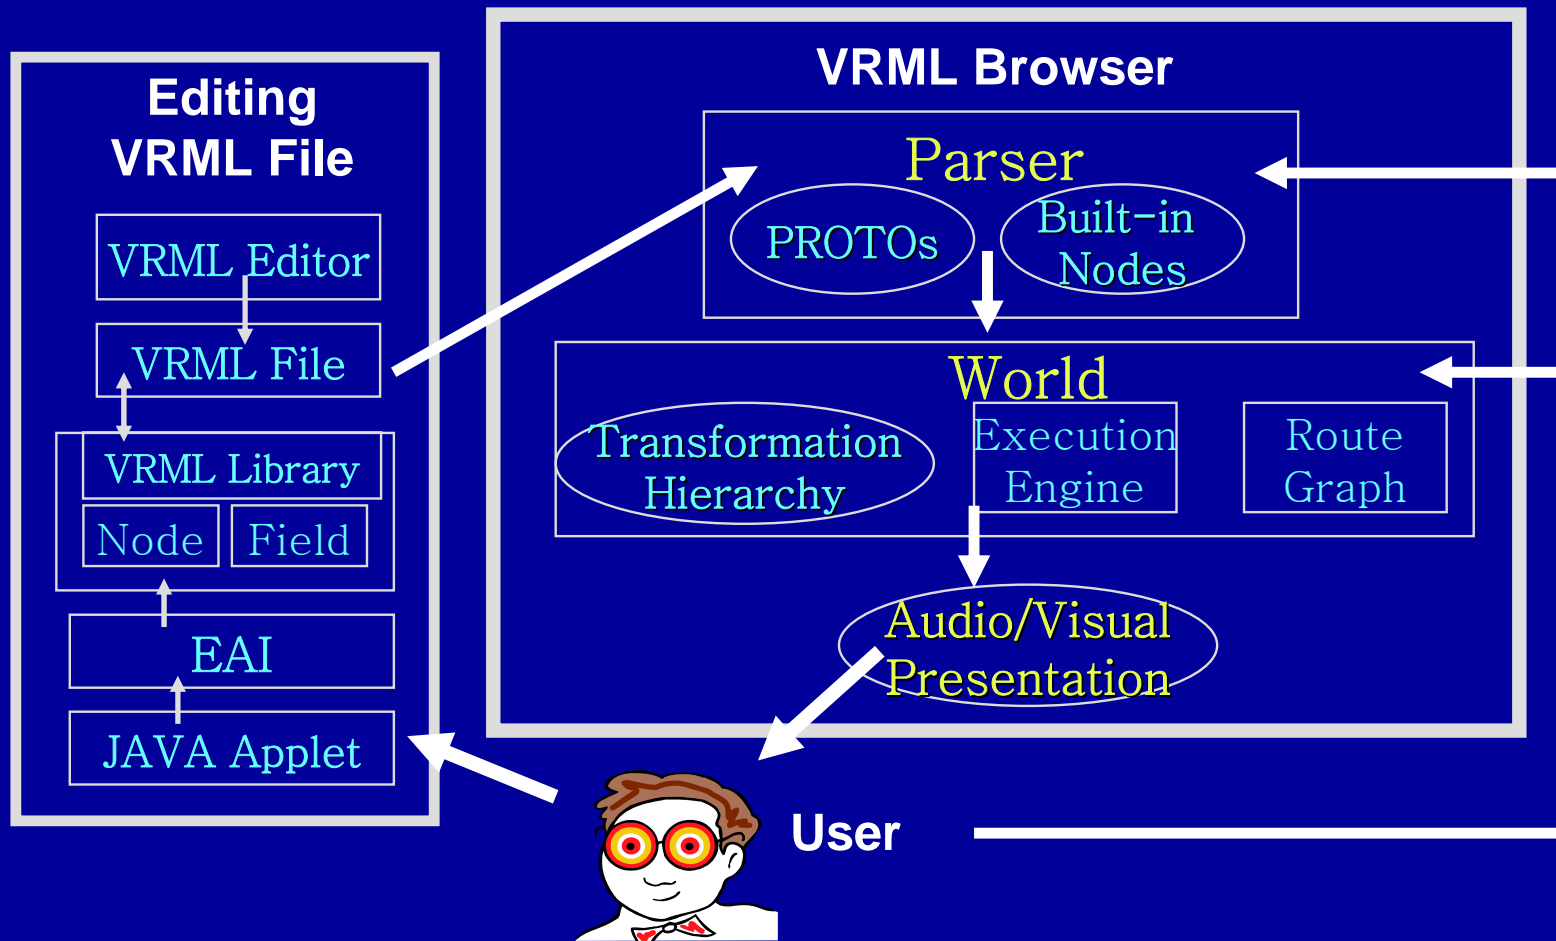 Editing
VRML File
VRML Editor
VRML File
VRML Library
Node
Field
EAI
JAVA Applet
VRML Browser
Parser
PROTOs
Built-in
Nodes
World
Transformation
Hierarchy
Execution
Engine
Route
Graph
Audio/Visual
Presentation
User